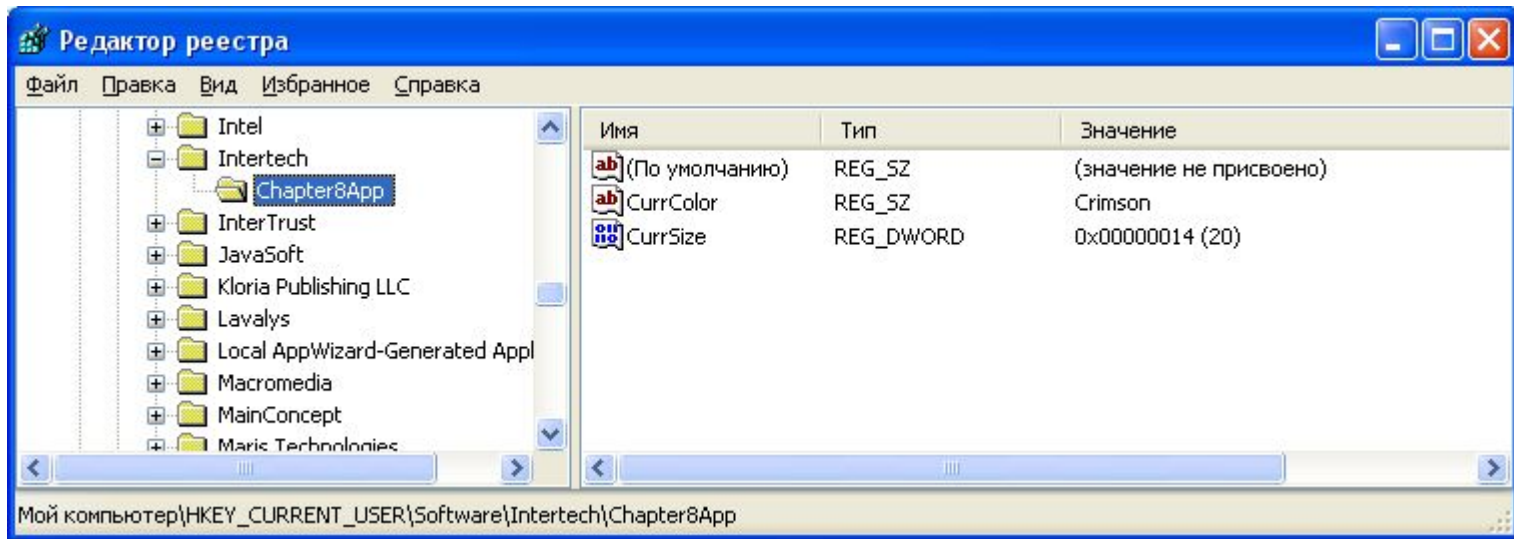 Редактор реестра
Файл Правка Вид Избранное Справка
Intel
Intertech
Chapter8App
InterTrust
JavaSoft
Kloria Publishing LLC
Lavalys
Local AppWizard-Generated Appl
Macromedia
MainConcept
Maris Technologies
Имя Тип Значение
(По умолчанию) REG_SZ (значение не присвоено)
CurrColor REG_SZ Crimson
CurrSize REG_DWORD 0x00000014 (20)
Мой компьютер\HKEY_CURRENT_USER\Software\Intertech\Chapter8App